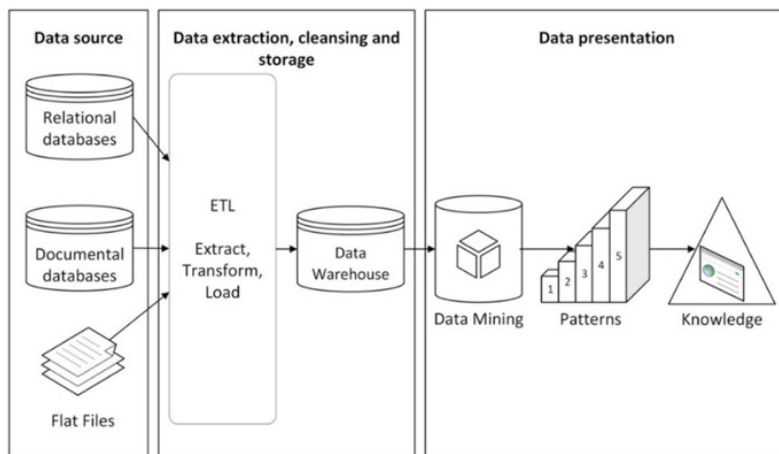 Data source
Relational
databases
Documental
databases
Flat Files
Data extraction, cleansing and
storage
ETL
Extract,
Transform,
Load
Data
Warehouse
Data presentation
Data Mining
1
2
3
4
5
Patterns
Knowledge